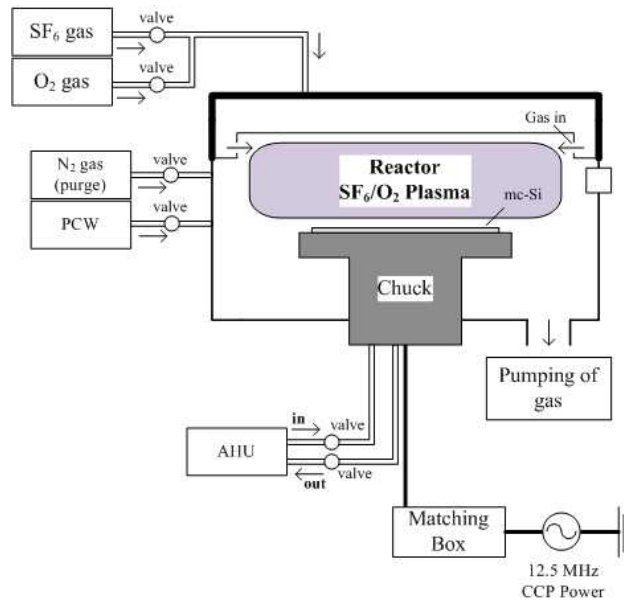 SF₆ gas
valve
O₂ gas
valve
Gas in
N₂ gas
(purge)
valve
PCW
valve
Reactor
SF₆/O₂ Plasma
mc-Si
Chuck
Pumping of
gas
AHU
in
valve
valve
out
Matching
Box
12.5 MHz
CCP Power